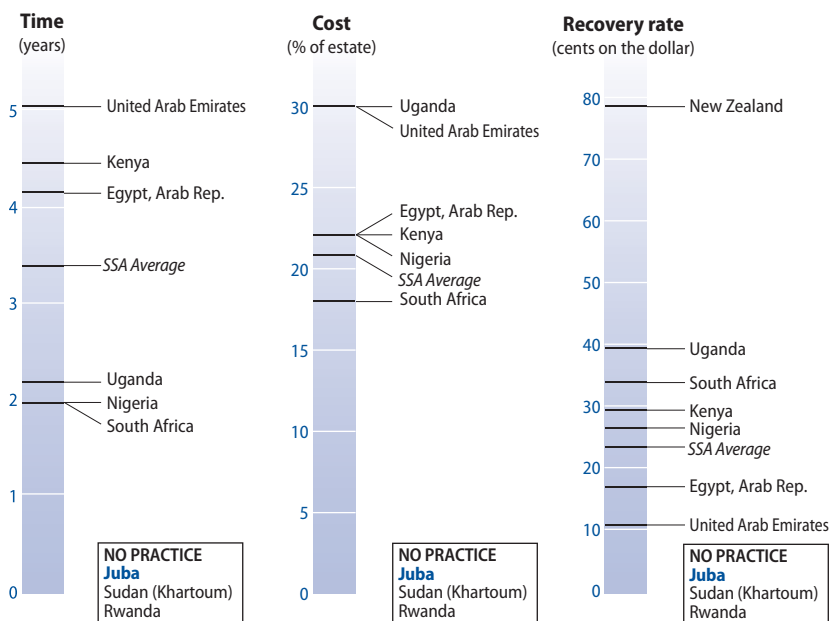 Time
(years)
5
4
3
2
1
0
United Arab Emirates
Kenya
Egypt, Arab Rep.
SSA Average
Uganda
Nigeria
South Africa
NO PRACTICE
Juba
Sudan (Khartoum)
Rwanda
Cost
(% of estate)
30
25
20
15
10
5
0
Uganda
United Arab Emirates
Egypt, Arab Rep.
Kenya
Nigeria
SSA Average
South Africa
NO PRACTICE
Juba
Sudan (Khartoum)
Rwanda
Recovery rate
(cents on the dollar)
80
70
60
50
40
30
20
10
0
New Zealand
Uganda
South Africa
Kenya
Nigeria
SSA Average
Egypt, Arab Rep.
United Arab Emirates
NO PRACTICE
Juba
Sudan (Khartoum)
Rwanda